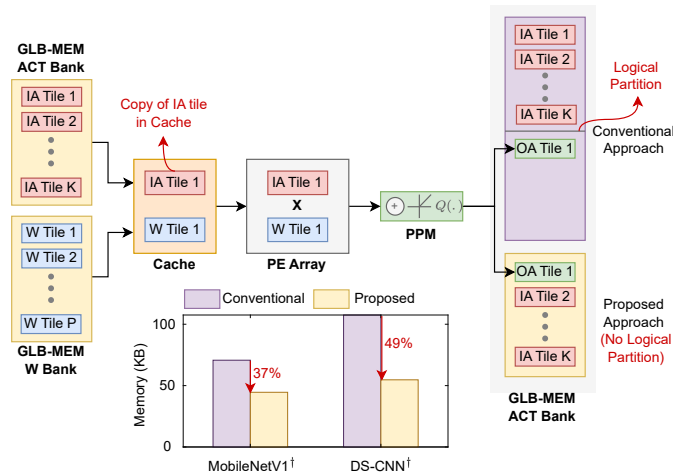 GLB-MEM
ACT Bank
IA Tile 1
IA Tile 2
IA Tile K
W Tile 1
W Tile 2
W Tile P
GLB-MEM
W Bank
Copy of IA tile
in Cache
IA Tile 1
W Tile 1
Cache
IA Tile 1
X
W Tile 1
PE Array
+ Q(.)
PPM
IA Tile 1
IA Tile 2
IA Tile K
OA Tile 1
Logical
Partition
Conventional
Approach
OA Tile 1
IA Tile 2
IA Tile K
Proposed
Approach
(No Logical
Partition)
GLB-MEM
ACT Bank
Conventional
Proposed
Memory (KB)
100
50
0
37%
49%
MobileNetV1†
DS-CNN†